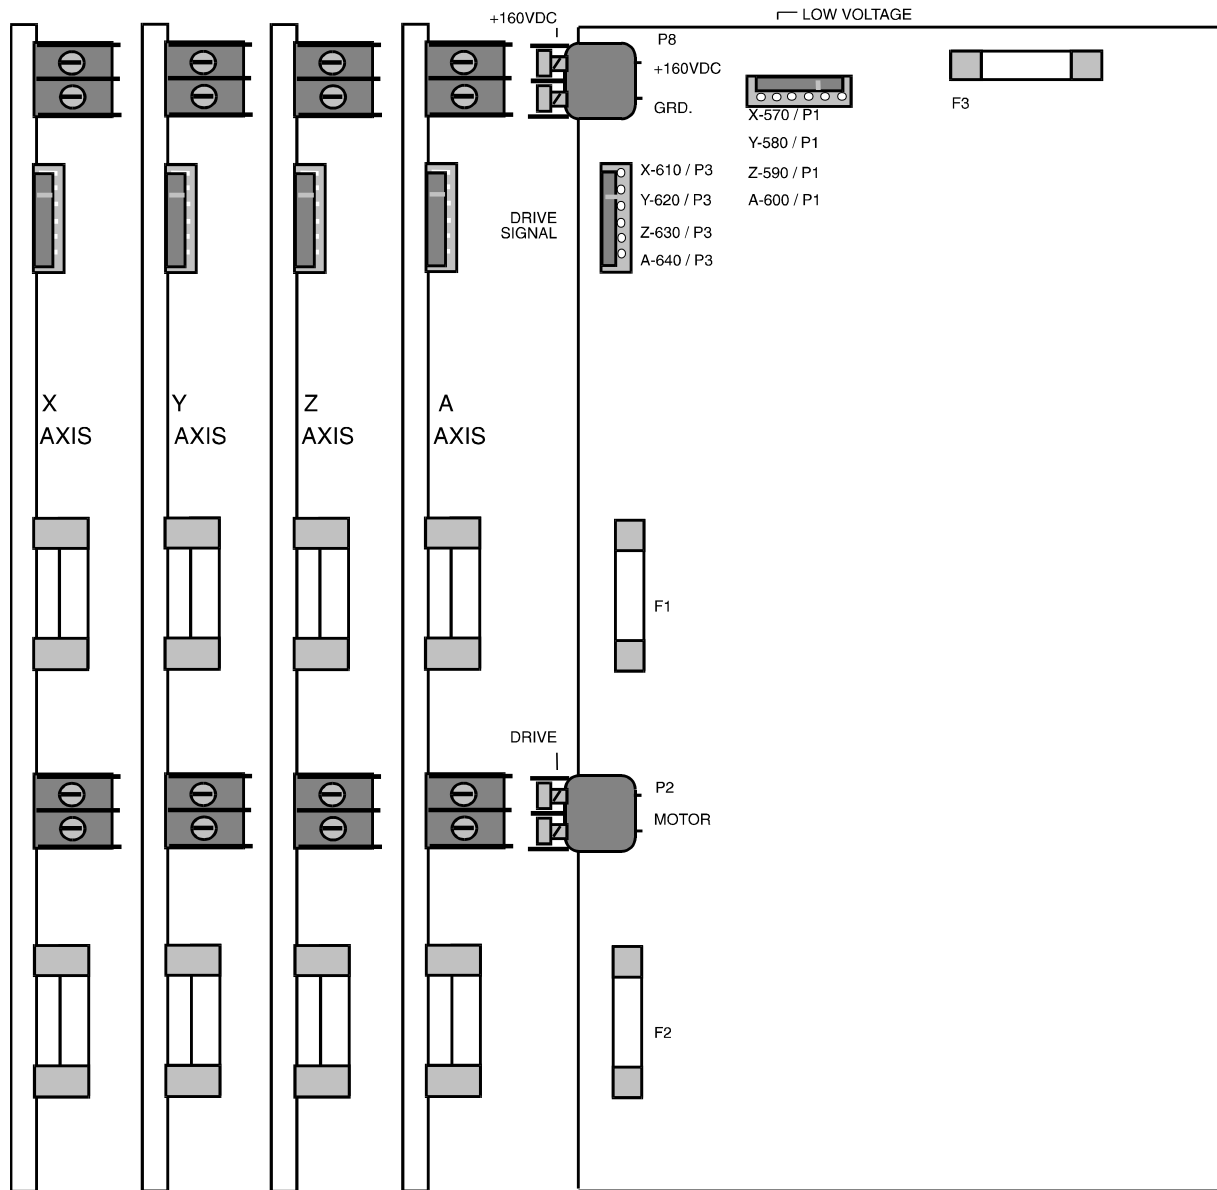 LOW VOLTAGE
+160VDC
P8
+160VDC
GRD.
F3
X-570 / P1
Y-580 / P1
Z-590 / P1
A-600 / P1
X-610 / P3
Y-620 / P3
Z-630 / P3
A-640 / P3
DRIVE
SIGNAL
X
AXIS
Y
AXIS
Z
AXIS
A
AXIS
F1
DRIVE
P2
MOTOR
F2